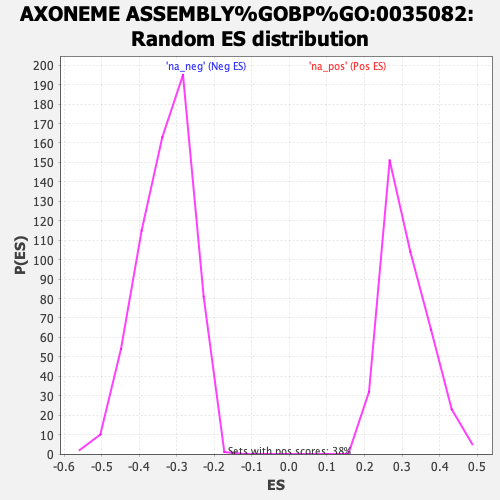 AXONEME ASSEMBLY%GOBP%GO:0035082:
Random ES distribution
'na_neg' (Neg ES)
'na_pos' (Pos ES)
P(ES)
200
190
180
170
160
150
140
130
120
110
100
90
80
70
60
50
40
30
20
10
0
Sets with pos scores: 38%
-0.6 -0.5 -0.4 -0.3 -0.2 -0.1 0.0 0.1 0.2 0.3 0.4 0.5
ES